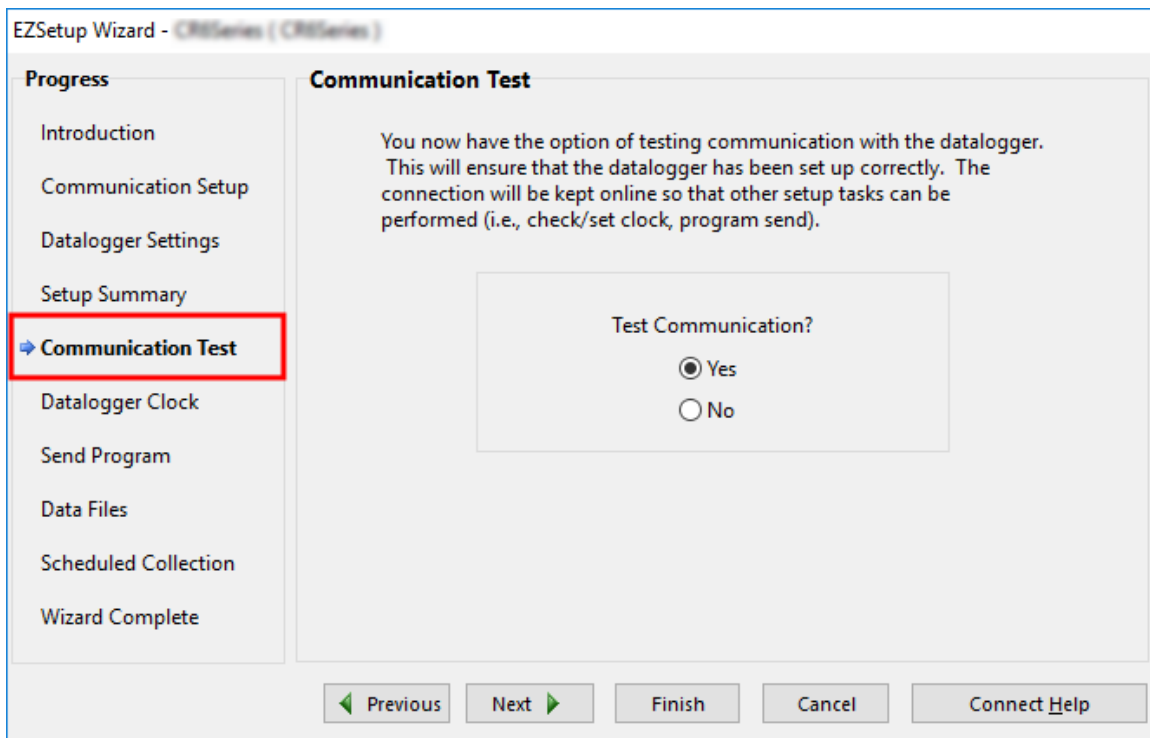 EZSetup Wizard -
Progress
Introduction
Communication Setup
Datalogger Settings
Setup Summary
Communication Test
Datalogger Clock
Send Program
Data Files
Scheduled Collection
Wizard Complete
Communication Test
You now have the option of testing communication with the datalogger.
This will ensure that the datalogger has been set up correctly. The
connection will be kept online so that other setup tasks can be
performed (i.e., check/set clock, program send).
Test Communication?
Yes
No
Previous
Next
Finish
Cancel
Connect Help